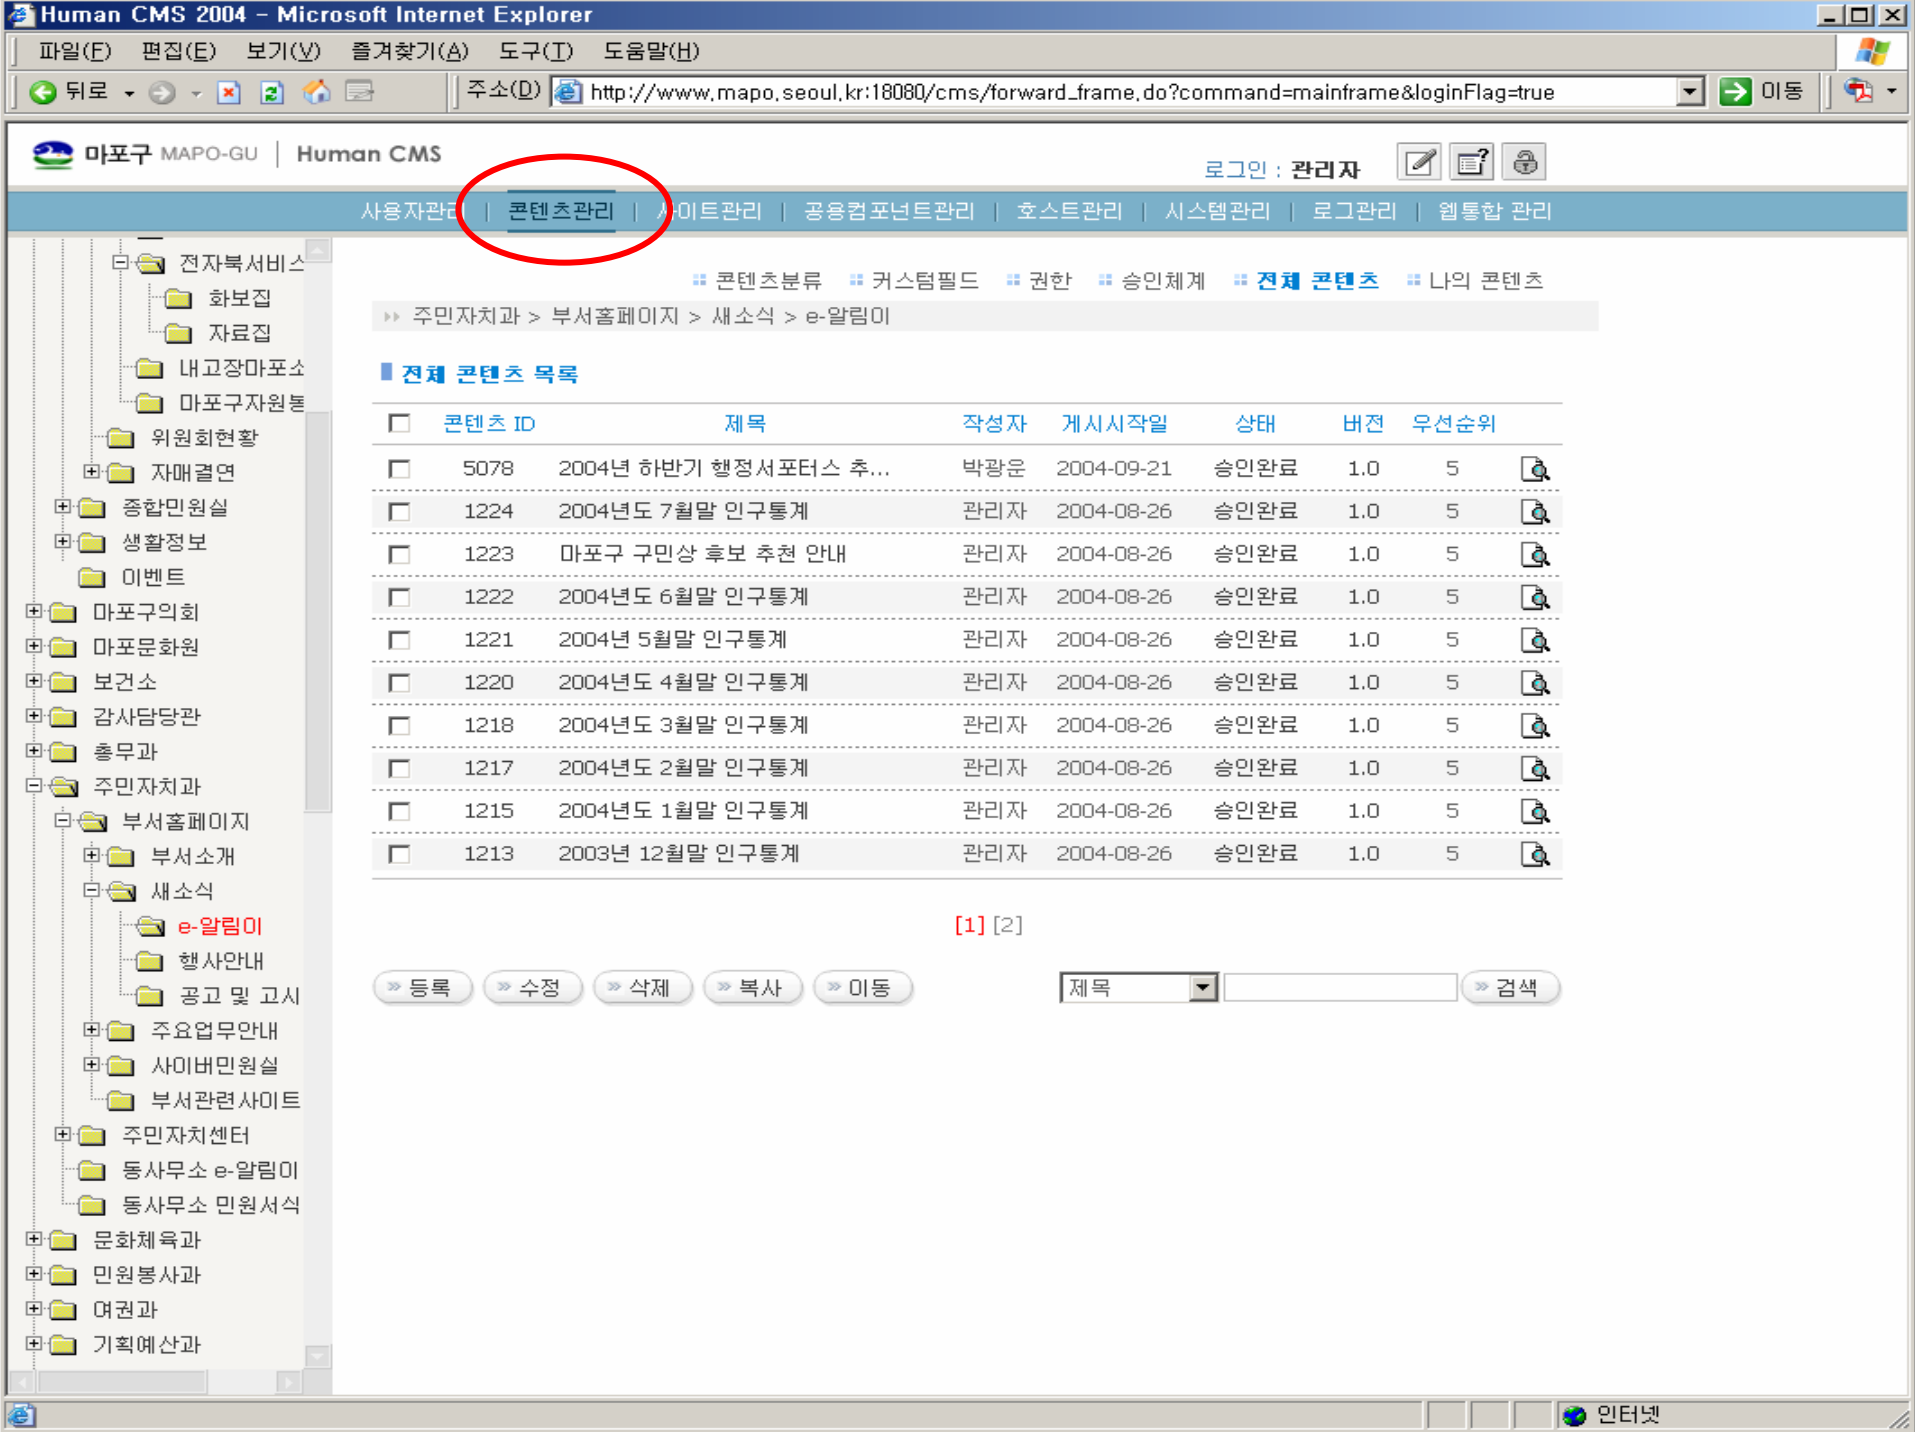 Human CMS 2004 - Microsoft Internet Explorer
파일(F) 편집(E) 보기(V) 즐겨찾기(A) 도구(T) 도움말(H)
뒤로 주소(D) http://www.mapo.seoul.kr:18080/cms/forward_frame.do?command=mainframe&loginFlag=true 이동
마포구 MAPO-GU | Human CMS
로그인 : 관리자
사용자관리 | 콘텐츠관리 | 사이트관리 | 공용컴포넌트관리 | 호스트관리 | 시스템관리 | 로그관리 | 웹통합 관리
전자북서비스
화보집
자료집
내고장마포소
마포구자원봉
위원회현황
자매결연
종합민원실
생활정보
이벤트
마포구의회
마포문화원
보건소
감사담당관
총무과
주민자치과
부서홈페이지
부서소개
새소식
e-알림이
행사안내
공고 및 고시
주요업무안내
사이버민원실
부서관련사이트
주민자치센터
동사무소 e-알림이
동사무소 민원서식
문화체육과
민원봉사과
여권과
기획예산과
콘텐츠분류 커스텀필드 권한 승인체계 전체 콘텐츠 나의 콘텐츠
주민자치과 > 부서홈페이지 > 새소식 > e-알림이
전체 콘텐츠 목록
콘텐츠 ID 제목 작성자 게시시작일 상태 버전 우선순위
5078 2004년 하반기 행정서포터스 추... 박광운 2004-09-21 승인완료 1.0 5
1224 2004년도 7월말 인구통계 관리자 2004-08-26 승인완료 1.0 5
1223 마포구 구민상 후보 추천 안내 관리자 2004-08-26 승인완료 1.0 5
1222 2004년도 6월말 인구통계 관리자 2004-08-26 승인완료 1.0 5
1221 2004년 5월말 인구통계 관리자 2004-08-26 승인완료 1.0 5
1220 2004년도 4월말 인구통계 관리자 2004-08-26 승인완료 1.0 5
1218 2004년도 3월말 인구통계 관리자 2004-08-26 승인완료 1.0 5
1217 2004년도 2월말 인구통계 관리자 2004-08-26 승인완료 1.0 5
1215 2004년도 1월말 인구통계 관리자 2004-08-26 승인완료 1.0 5
1213 2003년 12월말 인구통계 관리자 2004-08-26 승인완료 1.0 5
[1] [2]
등록 수정 삭제 복사 이동 제목 검색
인터넷